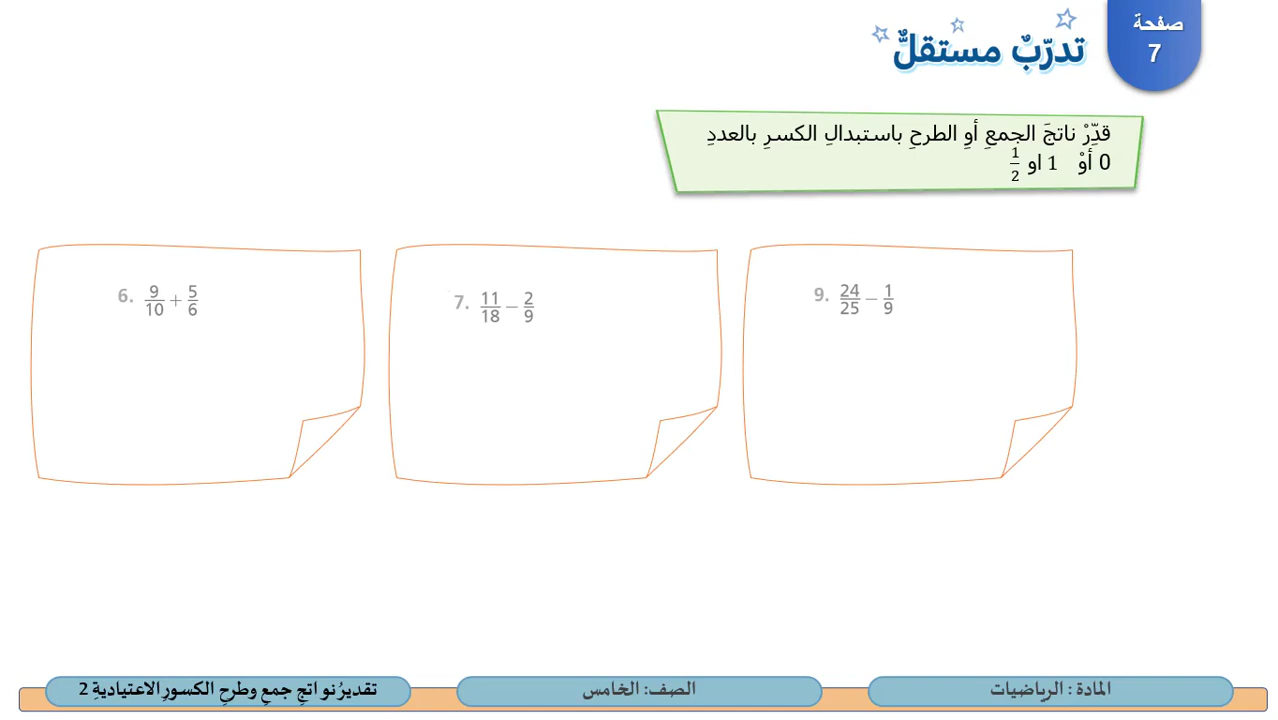 صفحة
7
تدرّبٌ مستقلٌّ
قدِّرْ ناتجَ الجمعِ أوِ الطرحِ باستبدالِ الكسرِ بالعددِ
0 أوْ 1 او 1/2
6. 9/10 + 5/6
7. 11/18 − 2/9
9. 24/25 − 1/9
المادة : الرياضيات
الصف: الخامس
تقديرُ نواتجِ جمعِ وطرحِ الكسورِ الاعتياديةِ 2